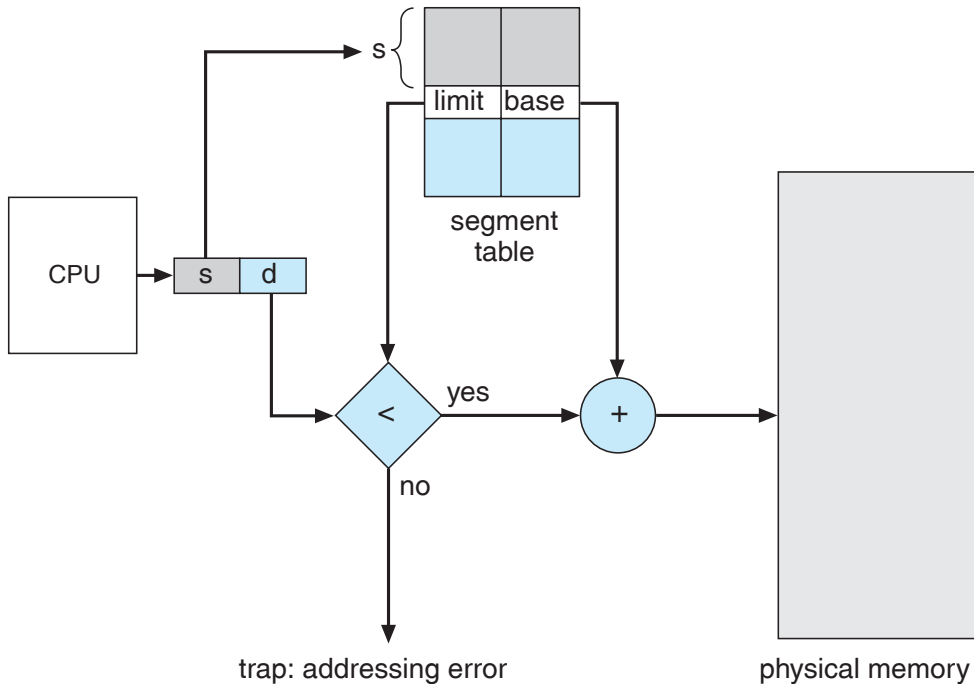 s
limit base
segment
table
CPU
s d
< yes +
no
trap: addressing error
physical memory